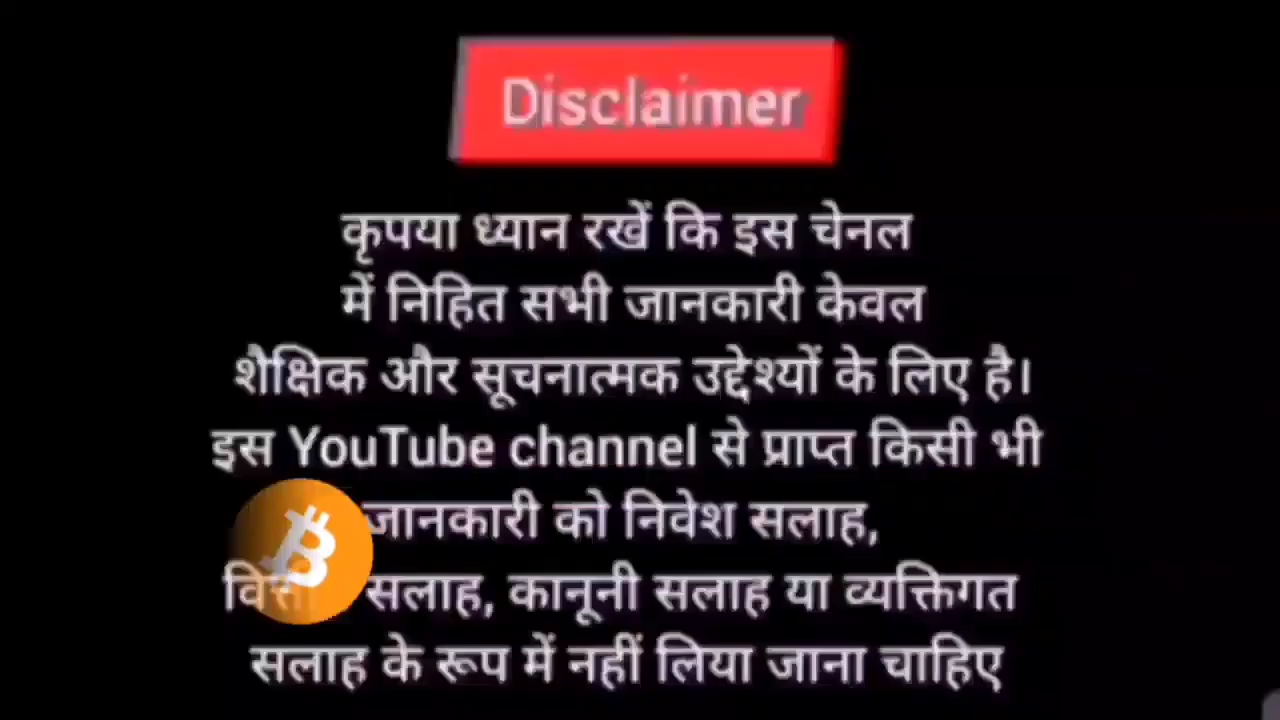 Disclaimer
कृपया ध्यान रखें कि इस चेनल
में निहित सभी जानकारी केवल
शैक्षिक और सूचनात्मक उद्देश्यों के लिए है।
इस YouTube channel से प्राप्त किसी भी
जानकारी को निवेश सलाह,
सलाह, कानूनी सलाह या व्यक्तिगत
सलाह के रूप में नहीं लिया जाना चाहिए